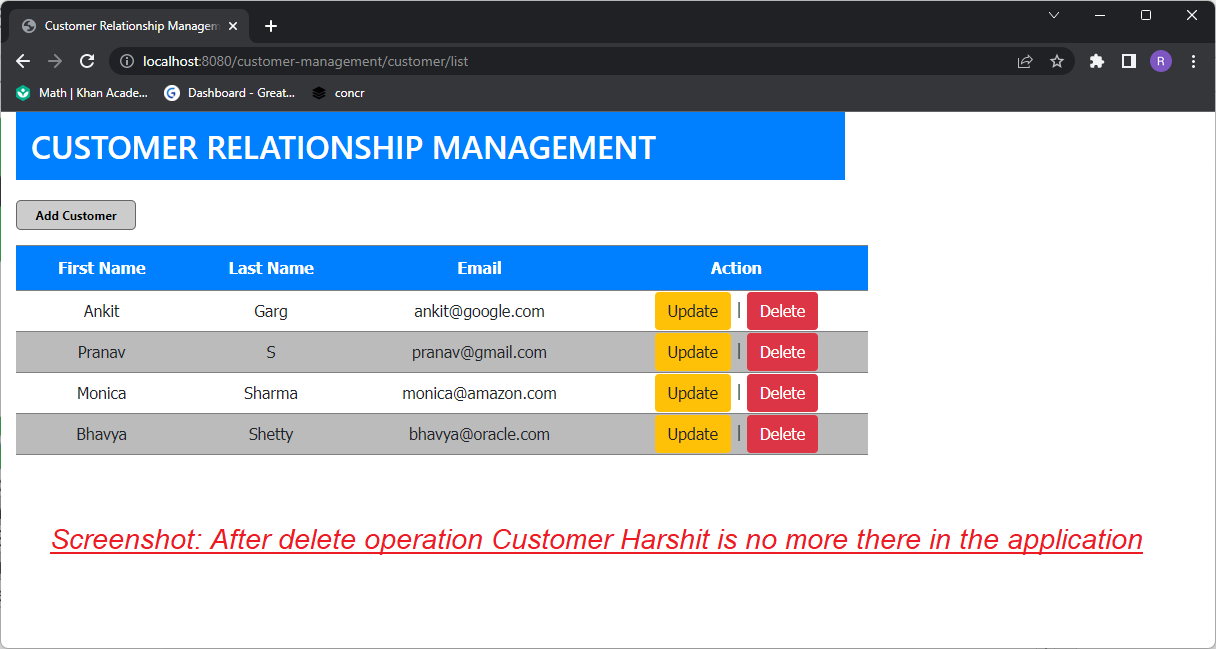 Customer Relationship Managem
localhost:8080/customer-management/customer/list
R
Math | Khan Acade... G Dashboard - Great... concr
CUSTOMER RELATIONSHIP MANAGEMENT
Add Customer
First Name Last Name Email Action
Ankit Garg ankit@google.com Update | Delete
Pranav S pranav@gmail.com Update | Delete
Monica Sharma monica@amazon.com Update | Delete
Bhavya Shetty bhavya@oracle.com Update | Delete
Screenshot: After delete operation Customer Harshit is no more there in the application